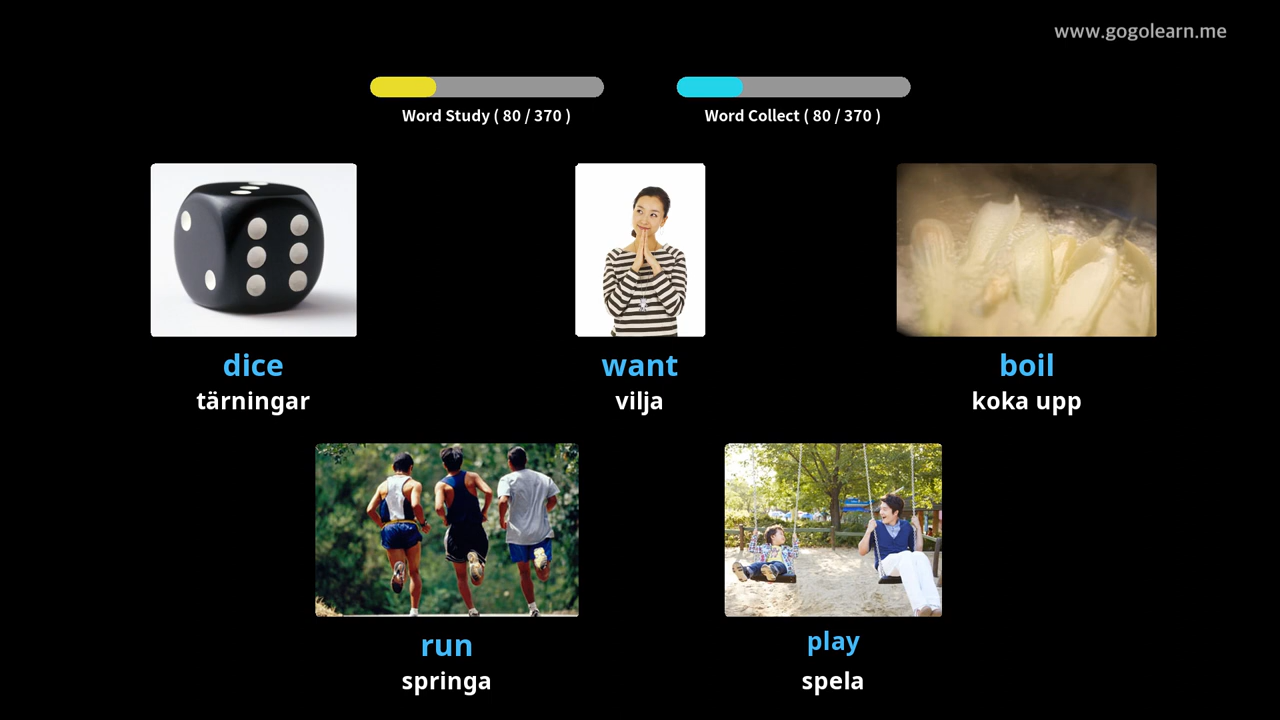 www.gogolearn.me
Word Study ( 80 / 370 )
Word Collect ( 80 / 370 )
dice
tärningar
want
vilja
boil
koka upp
run
springa
play
spela